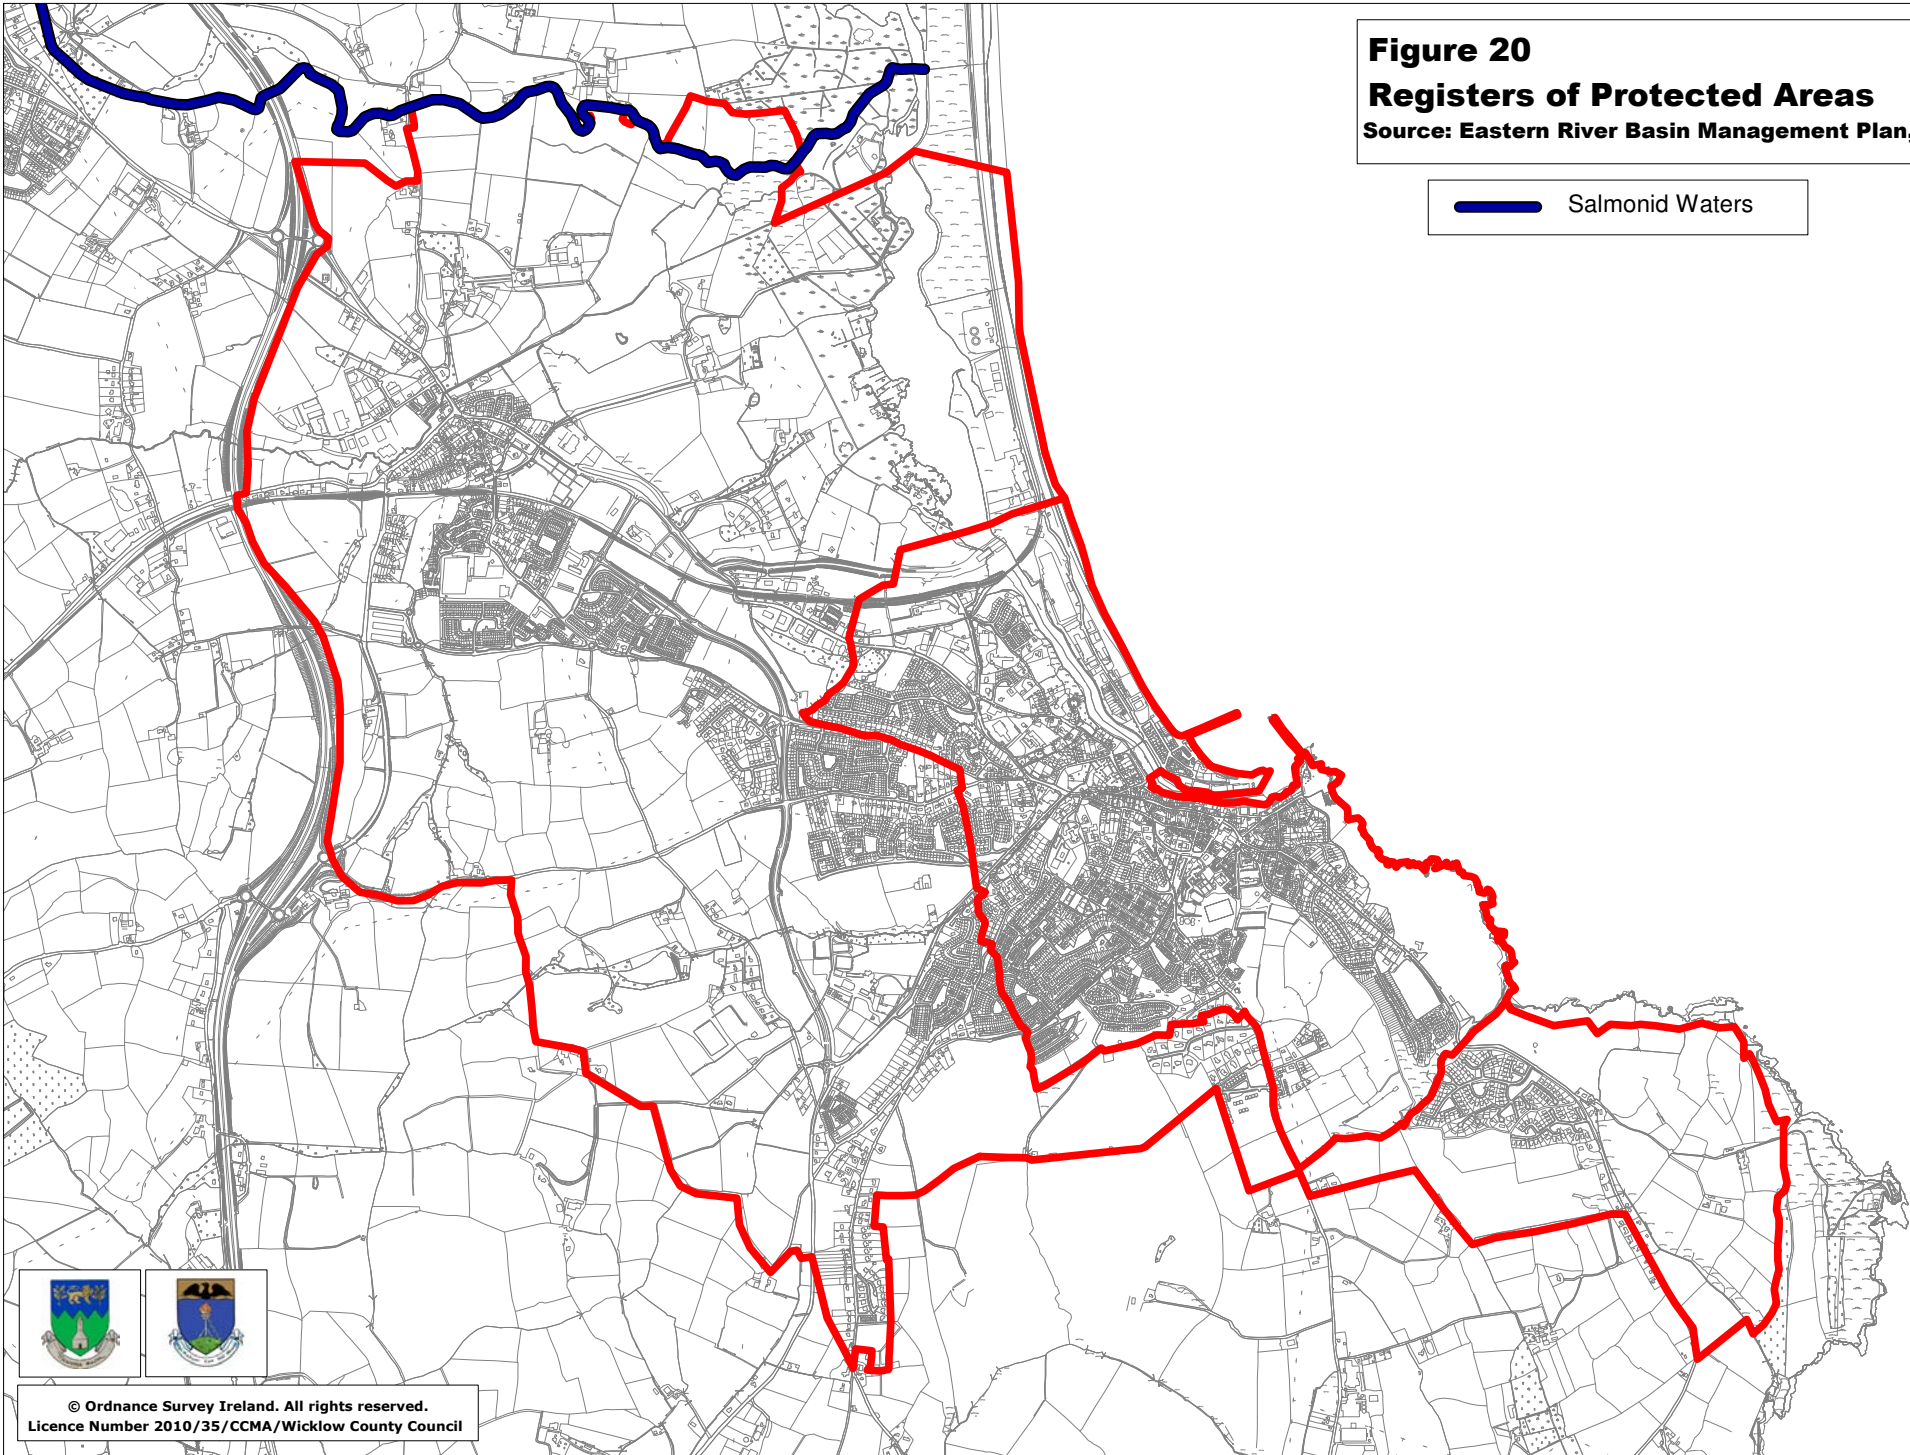 Figure 20
Registers of Protected Areas
Source: Eastern River Basin Management Plan,
Salmonid Waters
© Ordnance Survey Ireland. All rights reserved.
Licence Number 2010/35/CCMA/Wicklow County Council